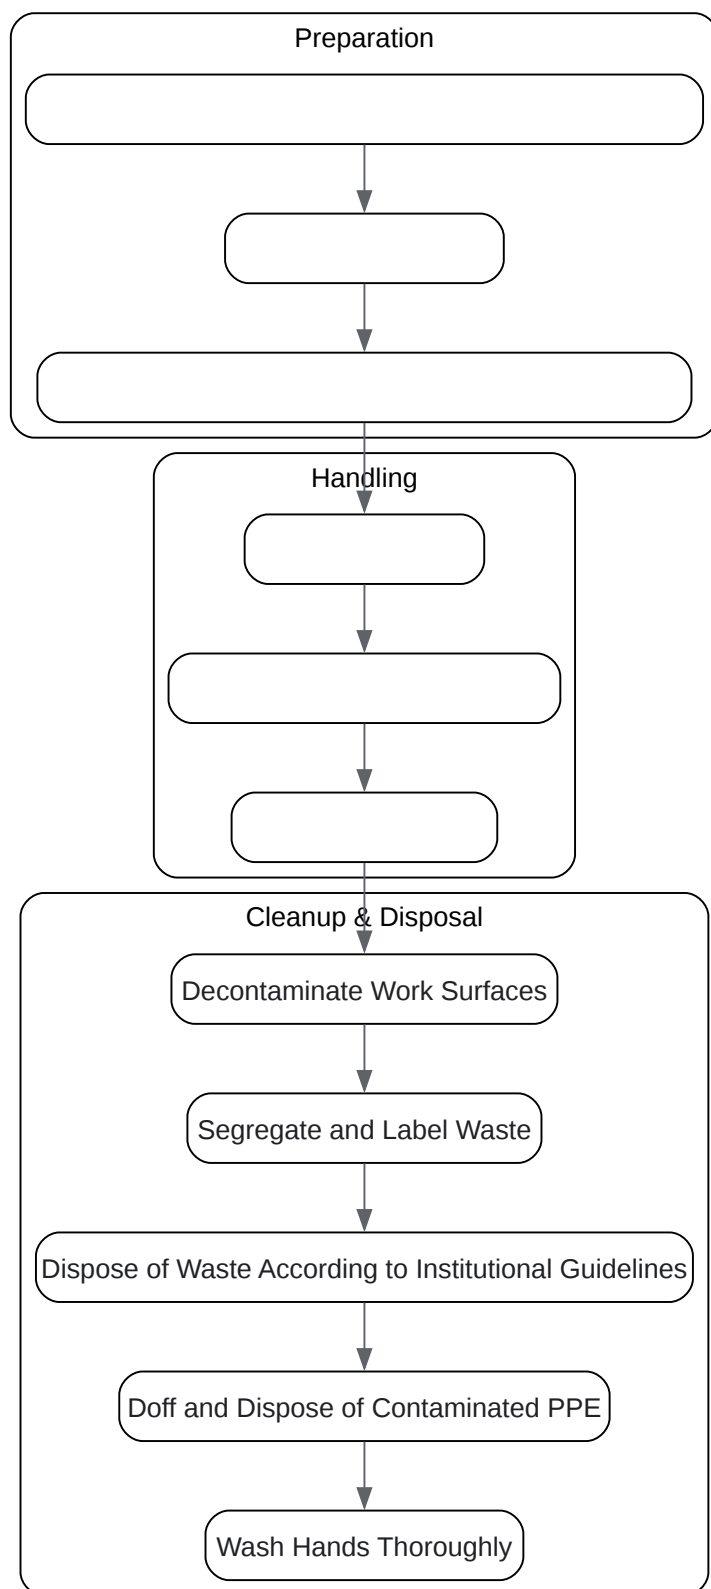 Preparation
Handling
Cleanup & Disposal
Decontaminate Work Surfaces
Segregate and Label Waste
Dispose of Waste According to Institutional Guidelines
Doff and Dispose of Contaminated PPE
Wash Hands Thoroughly